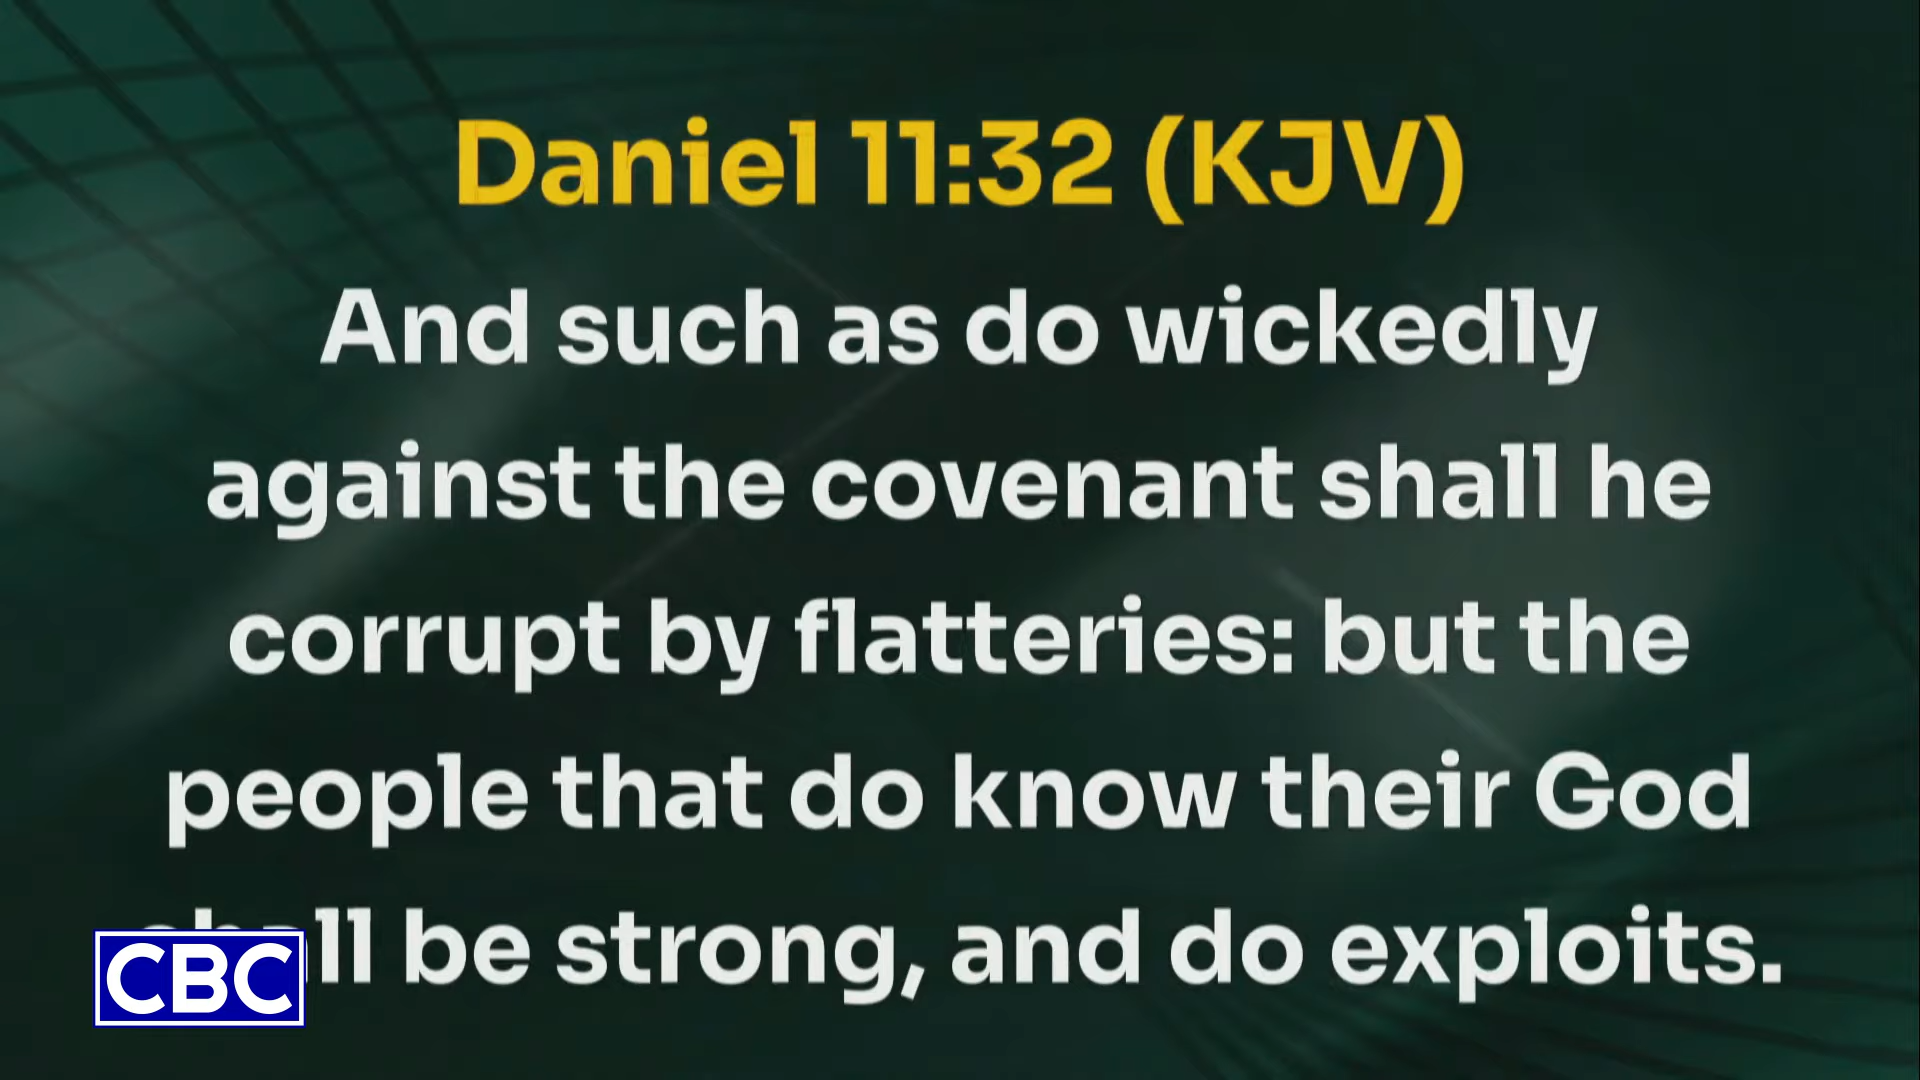 Daniel 11:32 (KJV)
And such as do wickedly
against the covenant shall he
corrupt by flatteries: but the
people that do know their God
shall be strong, and do exploits.
CBC